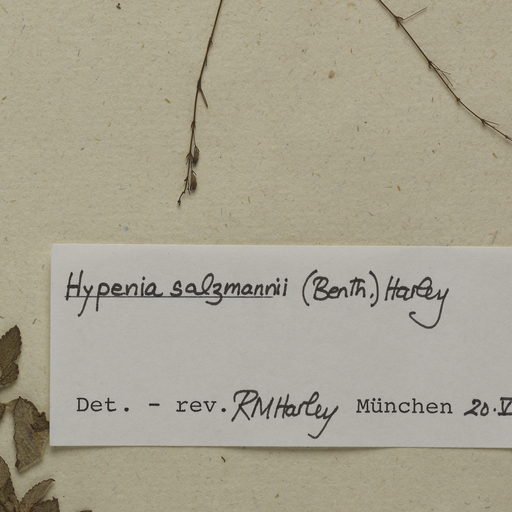 Hypenia salzmannii (Benth.) Harley
Det. - rev. RMHarley München 20.V